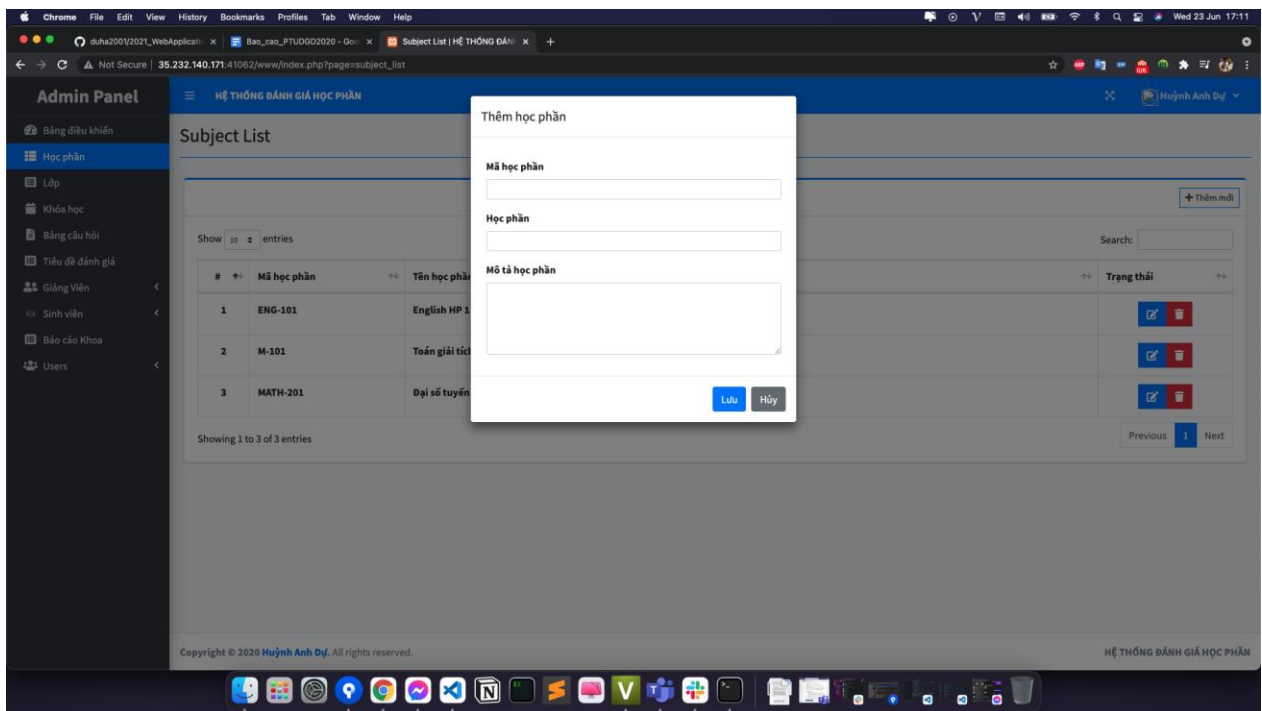 Chrome File Edit View History Bookmarks Profiles Tab Window Help Wed 23 Jun 17:11
duha2001/2021_WebApplicatio Bao_cao_PTUDGD2020 - Goo Subject List | HỆ THỐNG ĐÁN
Not Secure | 35.232.140.171:41062/www/index.php?page=subject_list
Admin Panel
HỆ THỐNG ĐÁNH GIÁ HỌC PHẦN
Huỳnh Anh Dự
Bảng điều khiển
Học phần
Lớp
Khóa học
Bảng câu hỏi
Tiêu đề đánh giá
Giảng Viên
Sinh viên
Báo cáo Khoa
Users
Subject List
Thêm mới
Show 10 entries
Search:
# Mã học phần Tên học phần Trạng thái
1 ENG-101 English HP 1
2 M-101 Toán giải tích
3 MATH-201 Đại số tuyến
Showing 1 to 3 of 3 entries
Previous 1 Next
Thêm học phần
Mã học phần
Học phần
Mô tả học phần
Lưu Hủy
Copyright © 2020 Huỳnh Anh Dự. All rights reserved.
HỆ THỐNG ĐÁNH GIÁ HỌC PHẦN